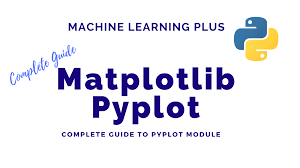 MACHINE LEARNING PLUS
Complete Guide
Matplotlib
Pyplot
COMPLETE GUIDE TO PYPLOT MODULE